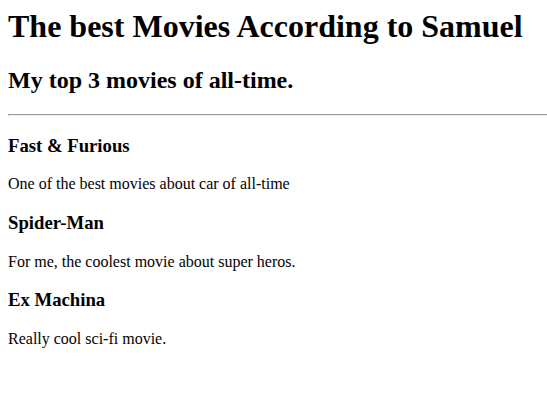 The best Movies According to Samuel
My top 3 movies of all-time.
Fast & Furious
One of the best movies about car of all-time
Spider-Man
For me, the coolest movie about super heros.
Ex Machina
Really cool sci-fi movie.